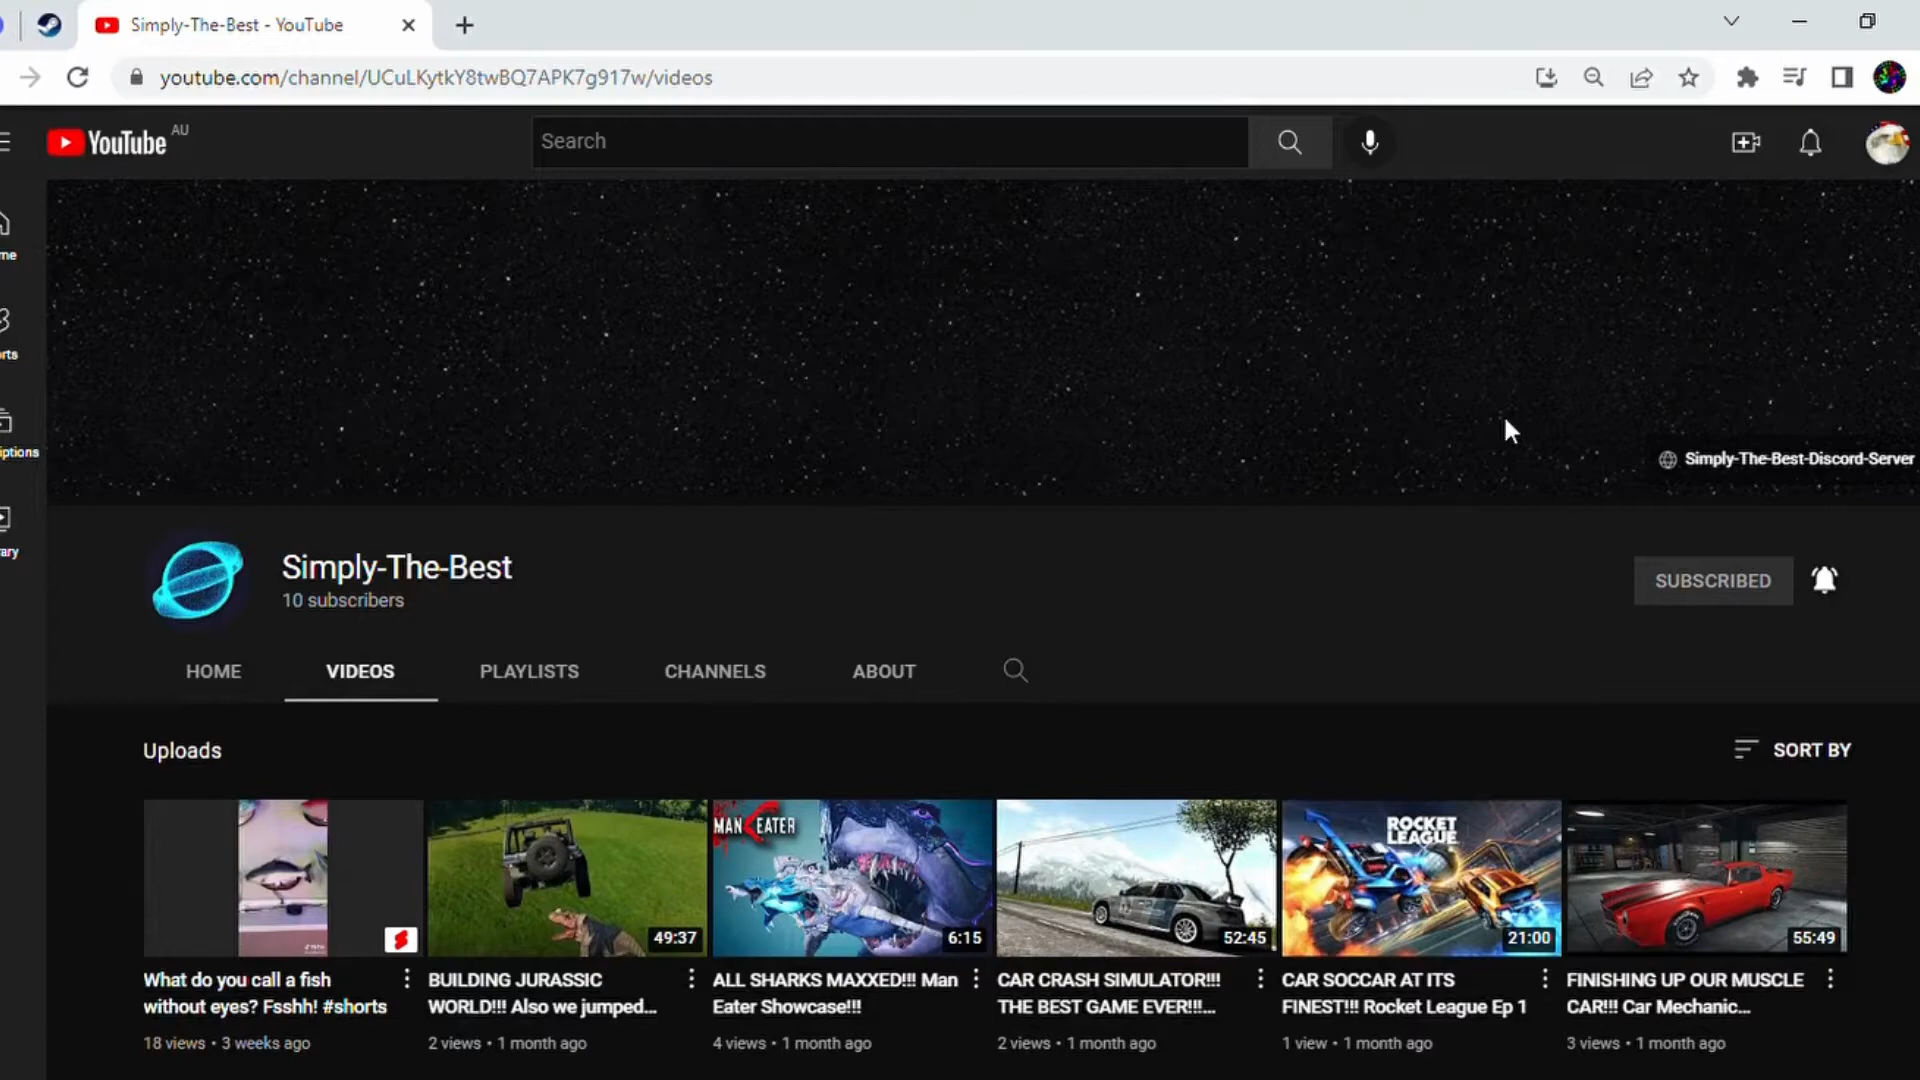 Simply-The-Best - YouTube
youtube.com/channel/UCuLKytkY8twBQ7APK7g917w/videos
YouTube AU
Search
me
rts
iptions
ary
Simply-The-Best-Discord-Server
Simply-The-Best
10 subscribers
SUBSCRIBED
HOME VIDEOS PLAYLISTS CHANNELS ABOUT
Uploads
SORT BY
MANEATER
ROCKET
LEAGUE
49:37 6:15 52:45 21:00 55:49
What do you call a fish
without eyes? Fsshh! #shorts
18 views • 3 weeks ago
BUILDING JURASSIC
WORLD!!! Also we jumped...
2 views • 1 month ago
ALL SHARKS MAXXED!!! Man
Eater Showcase!!!
4 views • 1 month ago
CAR CRASH SIMULATOR!!!
THE BEST GAME EVER!!!...
2 views • 1 month ago
CAR SOCCAR AT ITS
FINEST!!! Rocket League Ep 1
1 view • 1 month ago
FINISHING UP OUR MUSCLE
CAR!!! Car Mechanic...
3 views • 1 month ago